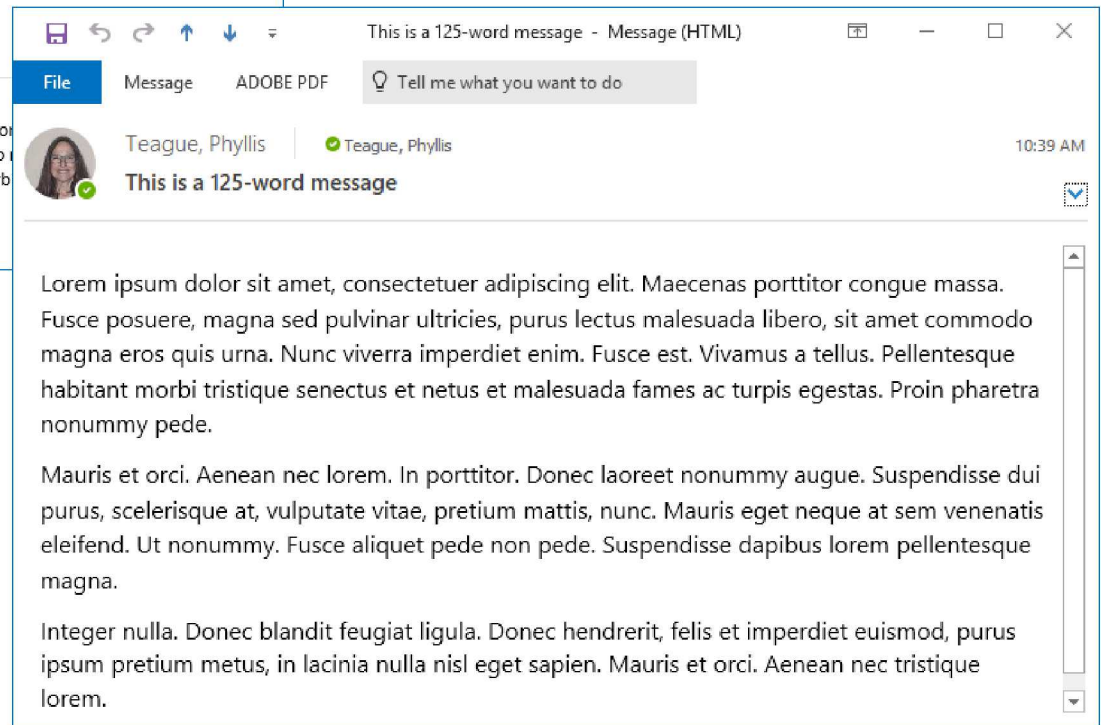 This is a 125-word message - Message (HTML)
File Message ADOBE PDF Tell me what you want to do
Teague, Phyllis Teague, Phyllis 10:39 AM
This is a 125-word message
Lorem ipsum dolor sit amet, consectetuer adipiscing elit. Maecenas porttitor congue massa.
Fusce posuere, magna sed pulvinar ultricies, purus lectus malesuada libero, sit amet commodo
magna eros quis urna. Nunc viverra imperdiet enim. Fusce est. Vivamus a tellus. Pellentesque
habitant morbi tristique senectus et netus et malesuada fames ac turpis egestas. Proin pharetra
nonummy pede.
Mauris et orci. Aenean nec lorem. In porttitor. Donec laoreet nonummy augue. Suspendisse dui
purus, scelerisque at, vulputate vitae, pretium mattis, nunc. Mauris eget neque at sem venenatis
eleifend. Ut nonummy. Fusce aliquet pede non pede. Suspendisse dapibus lorem pellentesque
magna.
Integer nulla. Donec blandit feugiat ligula. Donec hendrerit, felis et imperdiet euismod, purus
ipsum pretium metus, in lacinia nulla nisl eget sapien. Mauris et orci. Aenean nec tristique
lorem.